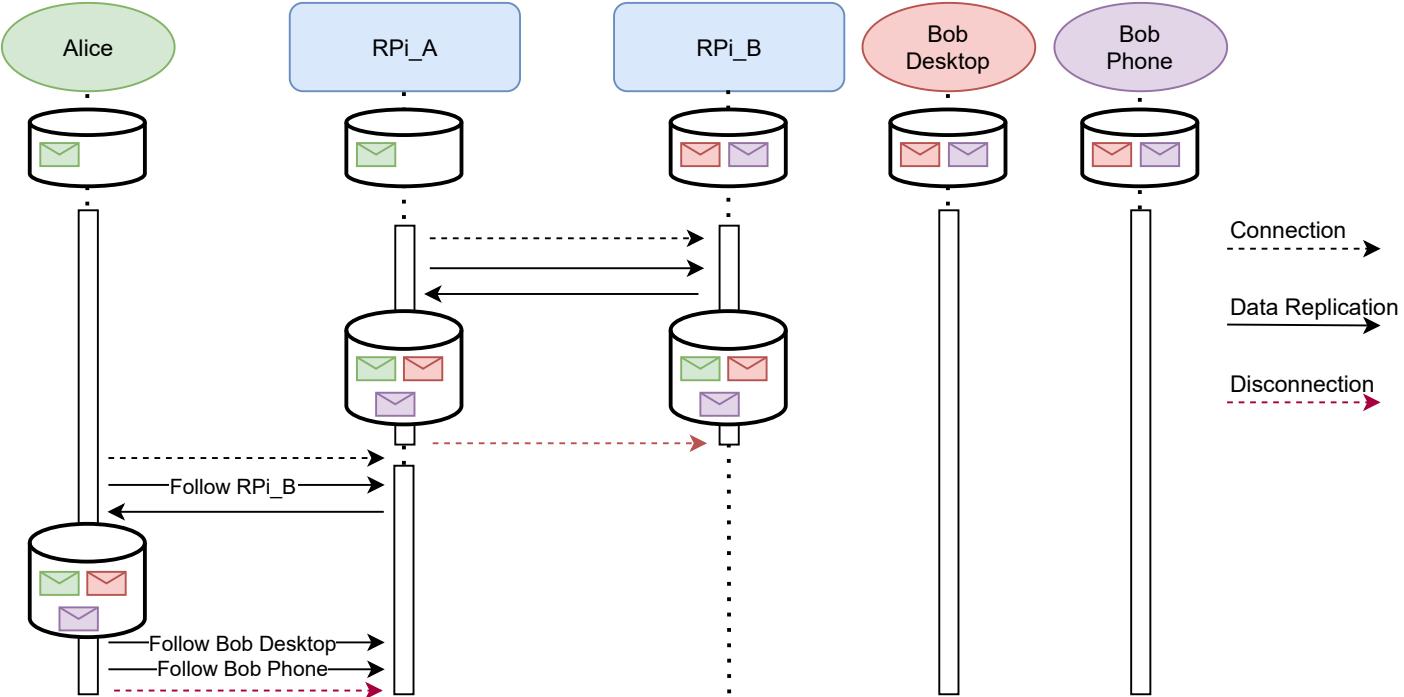 Alice
RPi_A
RPi_B
Bob
Desktop
Bob
Phone
Connection
Data Replication
Disconnection
Follow RPi_B
Follow Bob Desktop
Follow Bob Phone